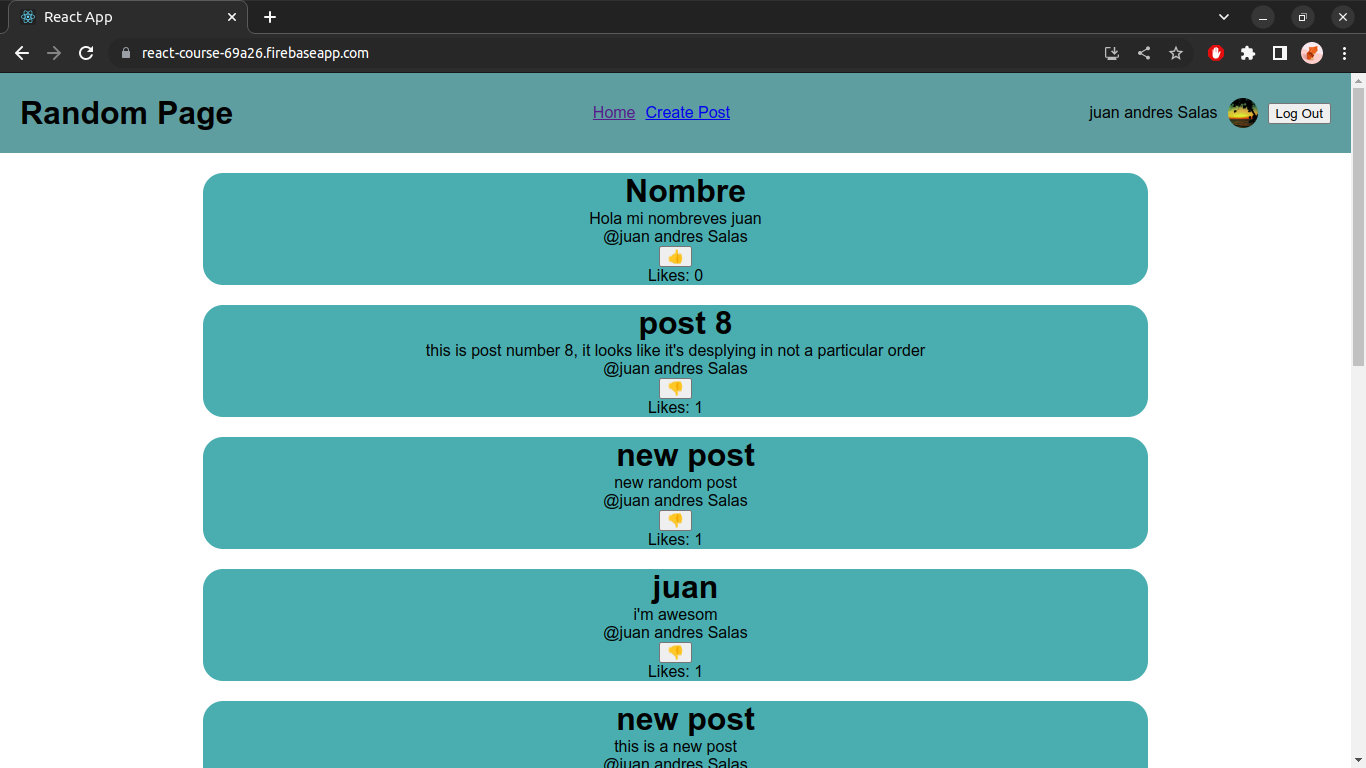 React App
react-course-69a26.firebaseapp.com
Random Page
Home Create Post
juan andres Salas Log Out
Nombre
Hola mi nombreves juan
@juan andres Salas
👍
Likes: 0
post 8
this is post number 8, it looks like it's desplying in not a particular order
@juan andres Salas
👎
Likes: 1
new post
new random post
@juan andres Salas
👎
Likes: 1
juan
i'm awesom
@juan andres Salas
👎
Likes: 1
new post
this is a new post
@juan andres Salas